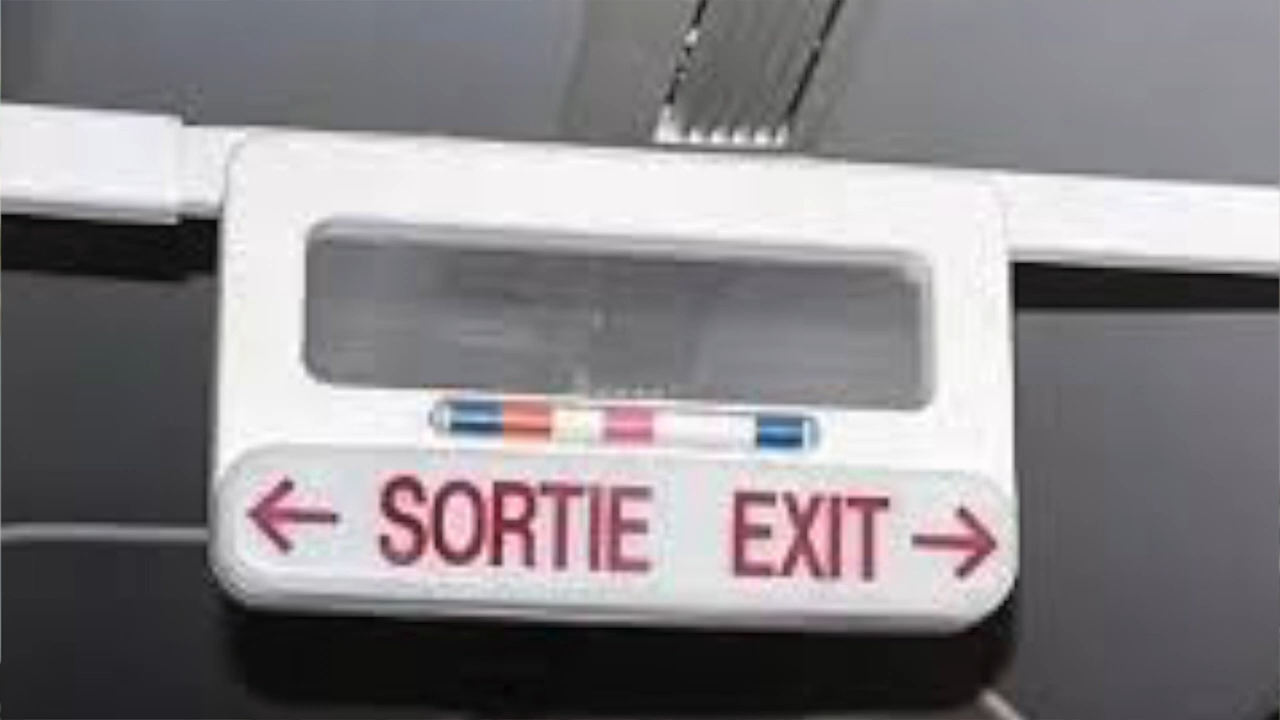 ← SORTIE EXIT →